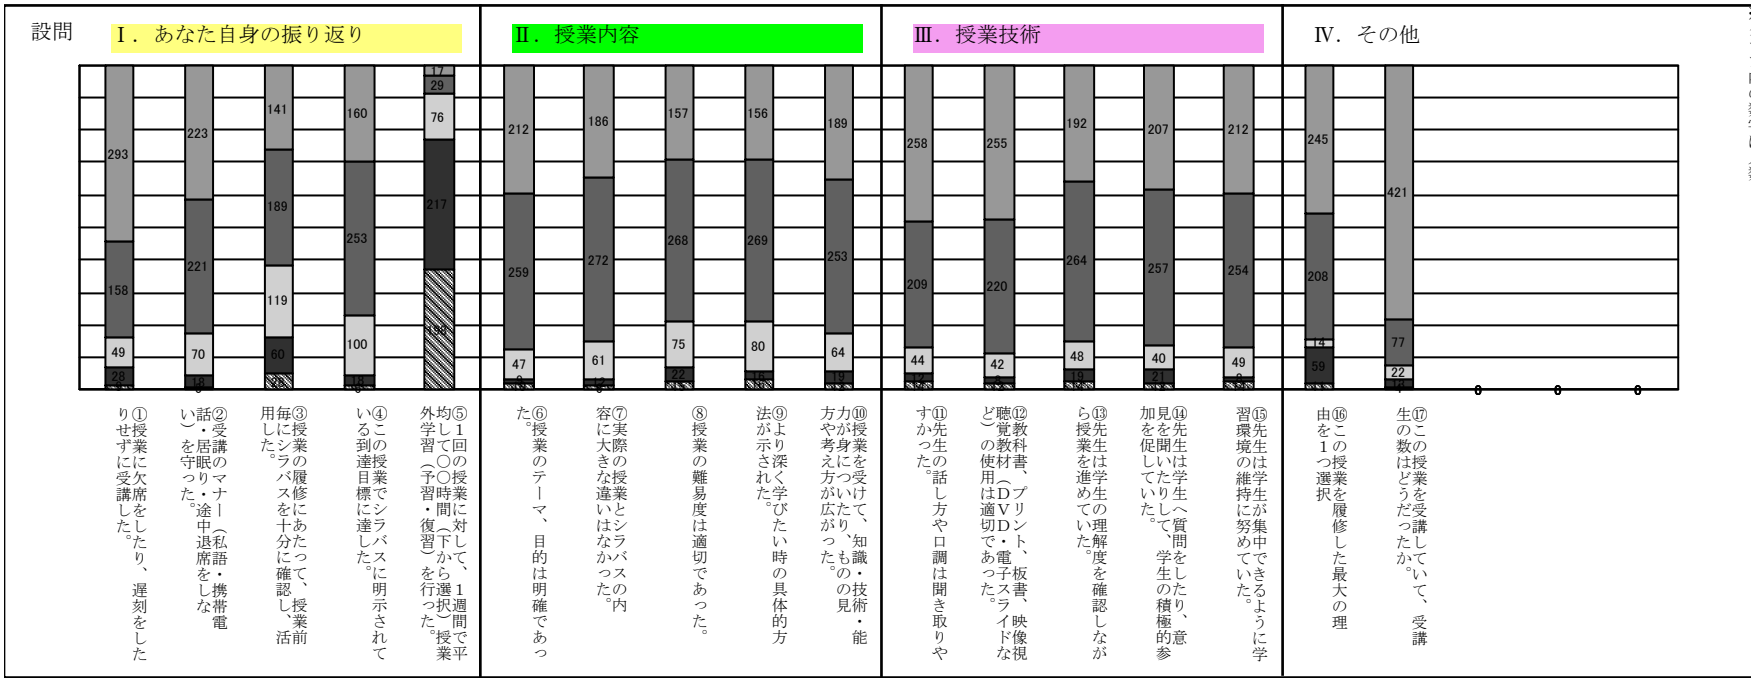 設問
Ⅰ．あなた自身の振り返り
Ⅱ．授業内容
Ⅲ．授業技術
Ⅳ．その他
293
158
49
28
223
221
70
18
141
189
119
60
28
160
253
100
18
17
29
76
217
198
212
259
47
186
272
61
12
157
268
75
22
156
269
80
16
189
253
64
19
258
209
44
12
255
220
42
192
264
48
19
207
257
40
21
212
254
49
245
208
14
59
421
77
22
0
0
0
①授業に欠席をしたり、遅刻をした
りせずに受講した。
②受講のマナー（私語・携帯電
話・居眠り・途中退席をしな
い）を守った。
③授業の履修にあたって、授業前
毎にシラバスを十分に確認し、活
用した。
④この授業でシラバスに明示されて
いる到達目標に達した。
⑤１回の授業に対して、１週間で平
均して〇〇時間（下から選択）授業
外学習（予習・復習）を行った。
⑥授業のテーマ、目的は明確であっ
た。
⑦実際の授業とシラバスの内
容に大きな違いはなかった。
⑧授業の難易度は適切であった。
⑨より深く学びたい時の具体的方
法が示された。
⑩授業を受けて、知識・技術・能
力が身についたり、ものの見
方や考え方が広がった。
⑪先生の話し方や口調は聞き取りや
すかった。
⑫教科書、プリント、板書、映像視
聴覚教材（ＤＶＤ・電子スライドな
ど）の使用は適切であった。
⑬先生は学生の理解度を確認しなが
ら授業を進めていた。
⑭先生は学生へ質問をしたり、意
見を聞いたりして、学生の積極的参
加を促していた。
⑮先生は学生が集中できるように学
習環境の維持に努めていた。
⑯この授業を履修した最大の理
由を１つ選択
⑰この授業を受講していて、受講
生の数はどうだったか。